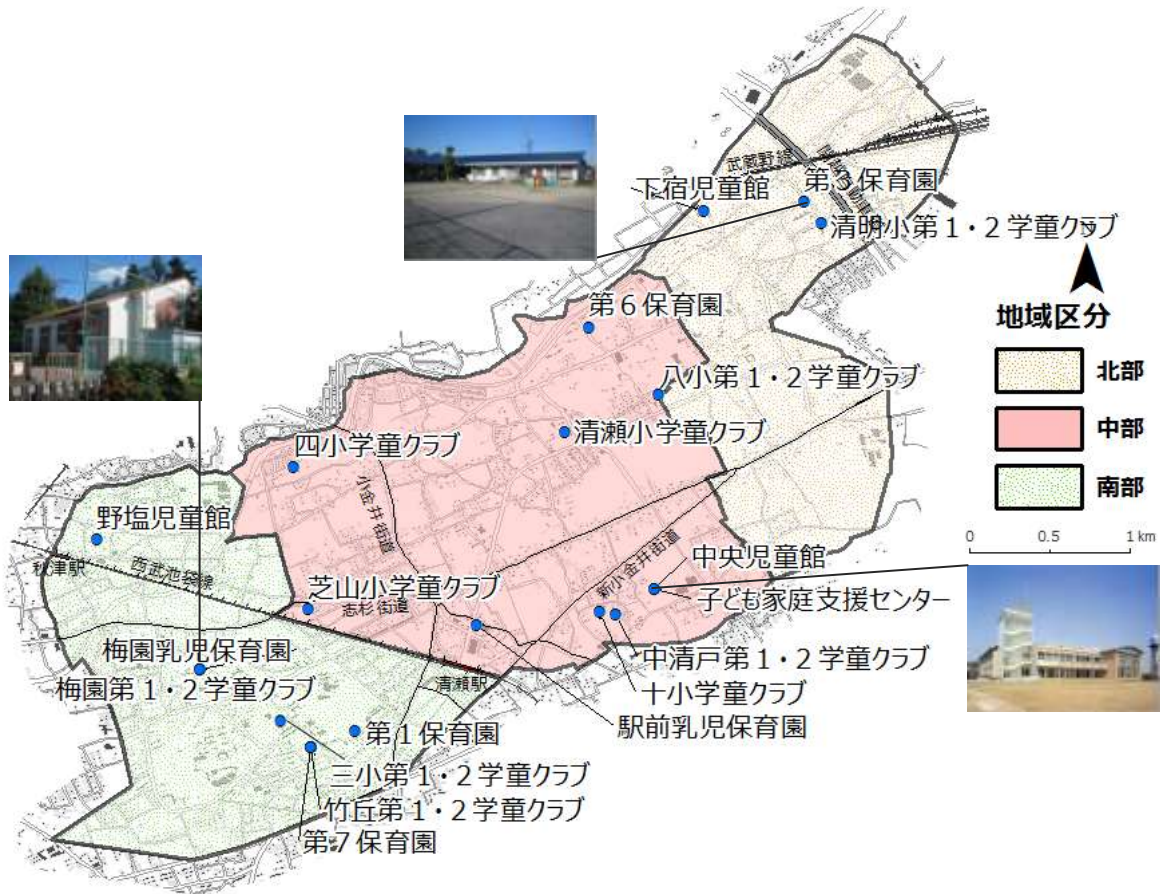 武蔵野線
下宿児童館
第3保育園
清明小第1・2学童クラブ
第6保育園
地域区分
北部
中部
南部
八小第1・2学童クラブ
清瀬小学童クラブ
四小学童クラブ
小金井街道
野塩児童館
秋津駅
西武池袋線
0 0.5 1 km
新小金井街道
中央児童館
子ども家庭支援センター
芝山小学童クラブ
志杉街道
梅園乳児保育園
梅園第1・2学童クラブ
清瀬駅
中清戸第1・2学童クラブ
十小学童クラブ
駅前乳児保育園
第1保育園
三小第1・2学童クラブ
竹丘第1・2学童クラブ
第7保育園